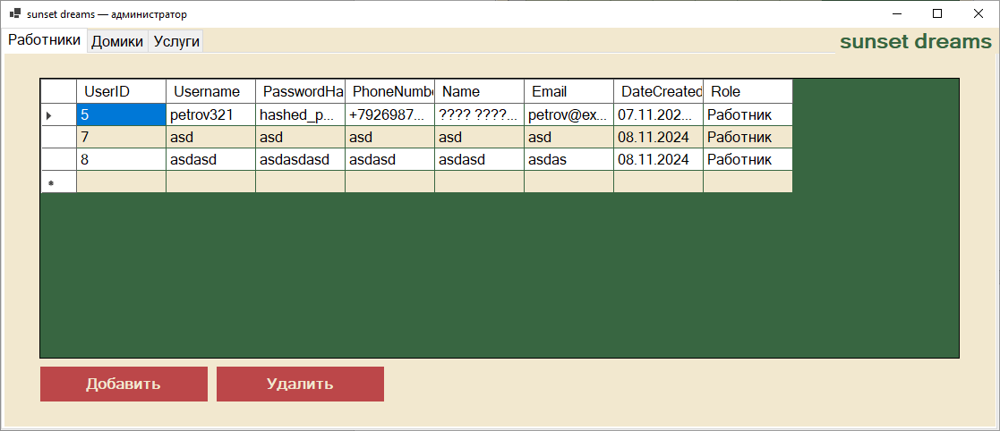 sunset dreams — администратор
Работники Домики Услуги sunset dreams
UserID Username PasswordHa PhoneNumbe Name Email DateCreated Role
5 petrov321 hashed_p... +7926987... ???? ????... petrov@ex... 07.11.202... Работник
7 asd asd asd asd asd 08.11.2024 Работник
8 asdasd asdasdasd asdasd asdasd asdas 08.11.2024 Работник
Добавить Удалить